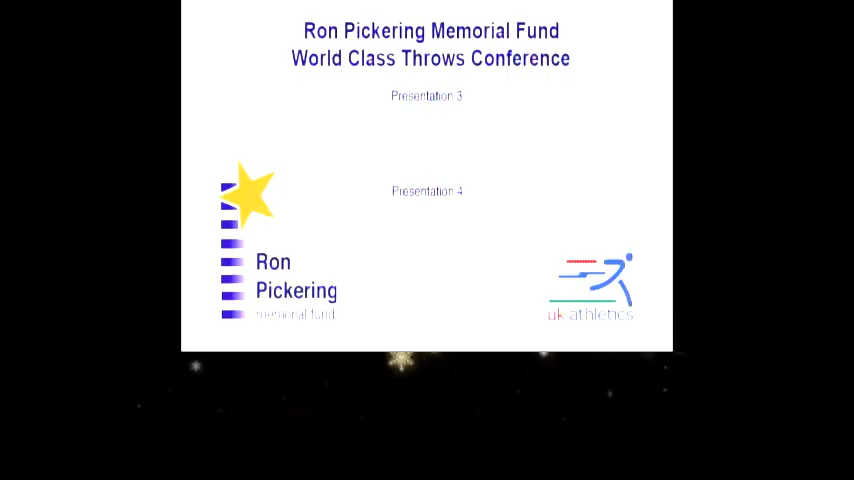 Ron Pickering Memorial Fund
World Class Throws Conference
Presentation 3
Presentation 4
Ron
Pickering
memorial fund
uk athletics